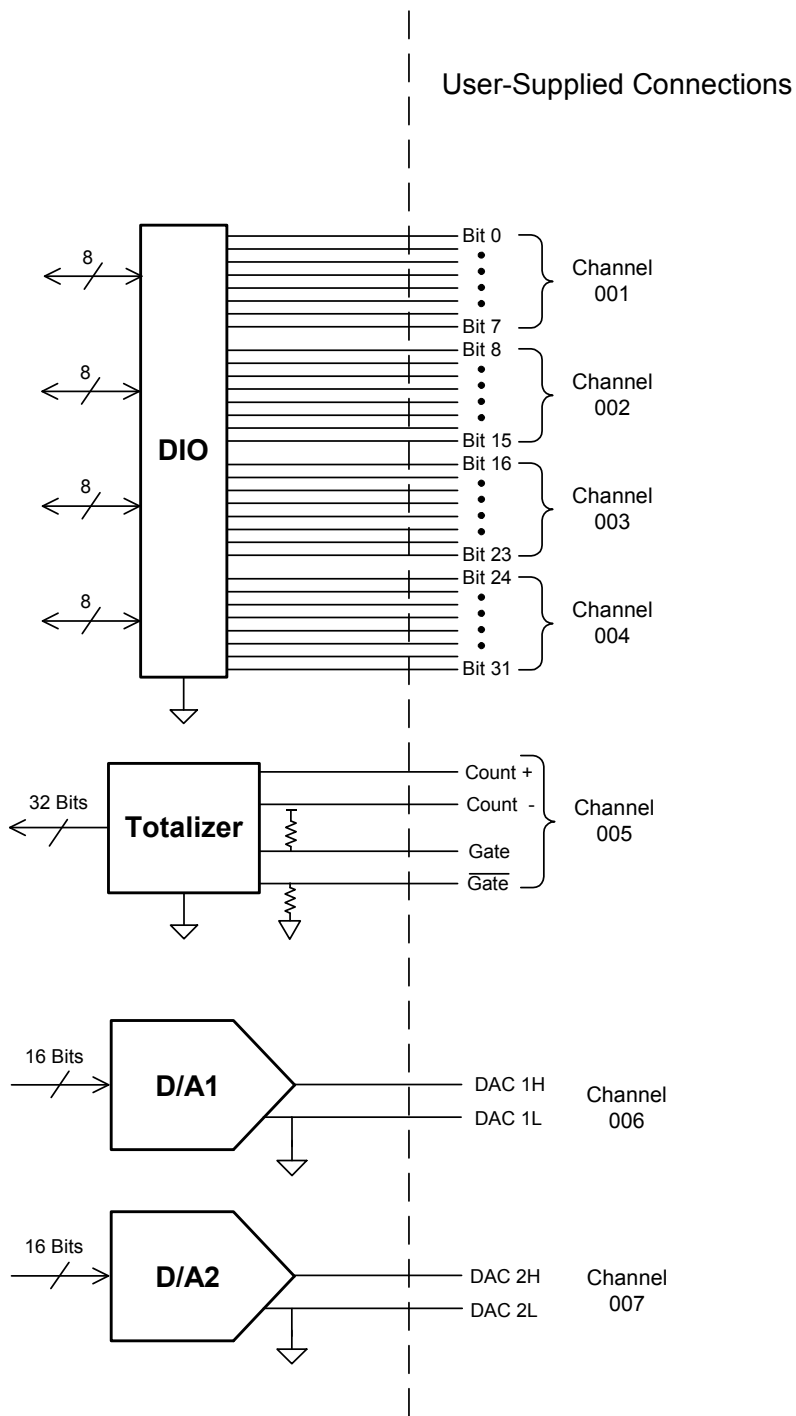 User-Supplied Connections
8
8
8
8
DIO
Bit 0
Bit 7
Channel
001
Bit 8
Bit 15
Channel
002
Bit 16
Bit 23
Channel
003
Bit 24
Bit 31
Channel
004
32 Bits
Totalizer
Count +
Count -
Gate
G̅a̅t̅e̅
Channel
005
16 Bits
D/A1
DAC 1H
DAC 1L
Channel
006
16 Bits
D/A2
DAC 2H
DAC 2L
Channel
007